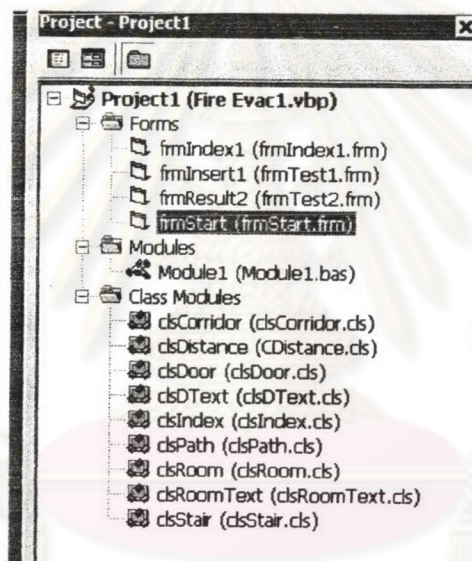 Project - Project1
Project1 (Fire Evac1.vbp)
Forms
frmIndex1 (frmIndex1.frm)
frmInsert1 (frmTest1.frm)
frmResult2 (frmTest2.frm)
frmStart (frmStart.frm)
Modules
Module1 (Module1.bas)
Class Modules
clsCorridor (clsCorridor.cls)
clsDistance (CDistance.cls)
clsDoor (clsDoor.cls)
clsDText (clsDText.cls)
clsIndex (clsIndex.cls)
clsPath (clsPath.cls)
clsRoom (clsRoom.cls)
clsRoomText (clsRoomText.cls)
clsStair (clsStair.cls)